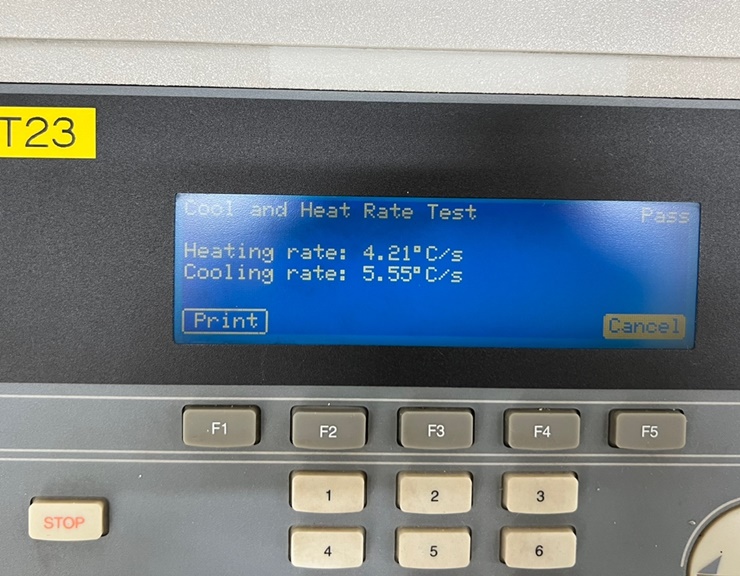 T23
Cool and Heat Rate Test Pass
Heating rate: 4.21°C/s
Cooling rate: 5.55°C/s
Print Cancel
F1 F2 F3 F4 F5
1 2 3
STOP
4 5 6